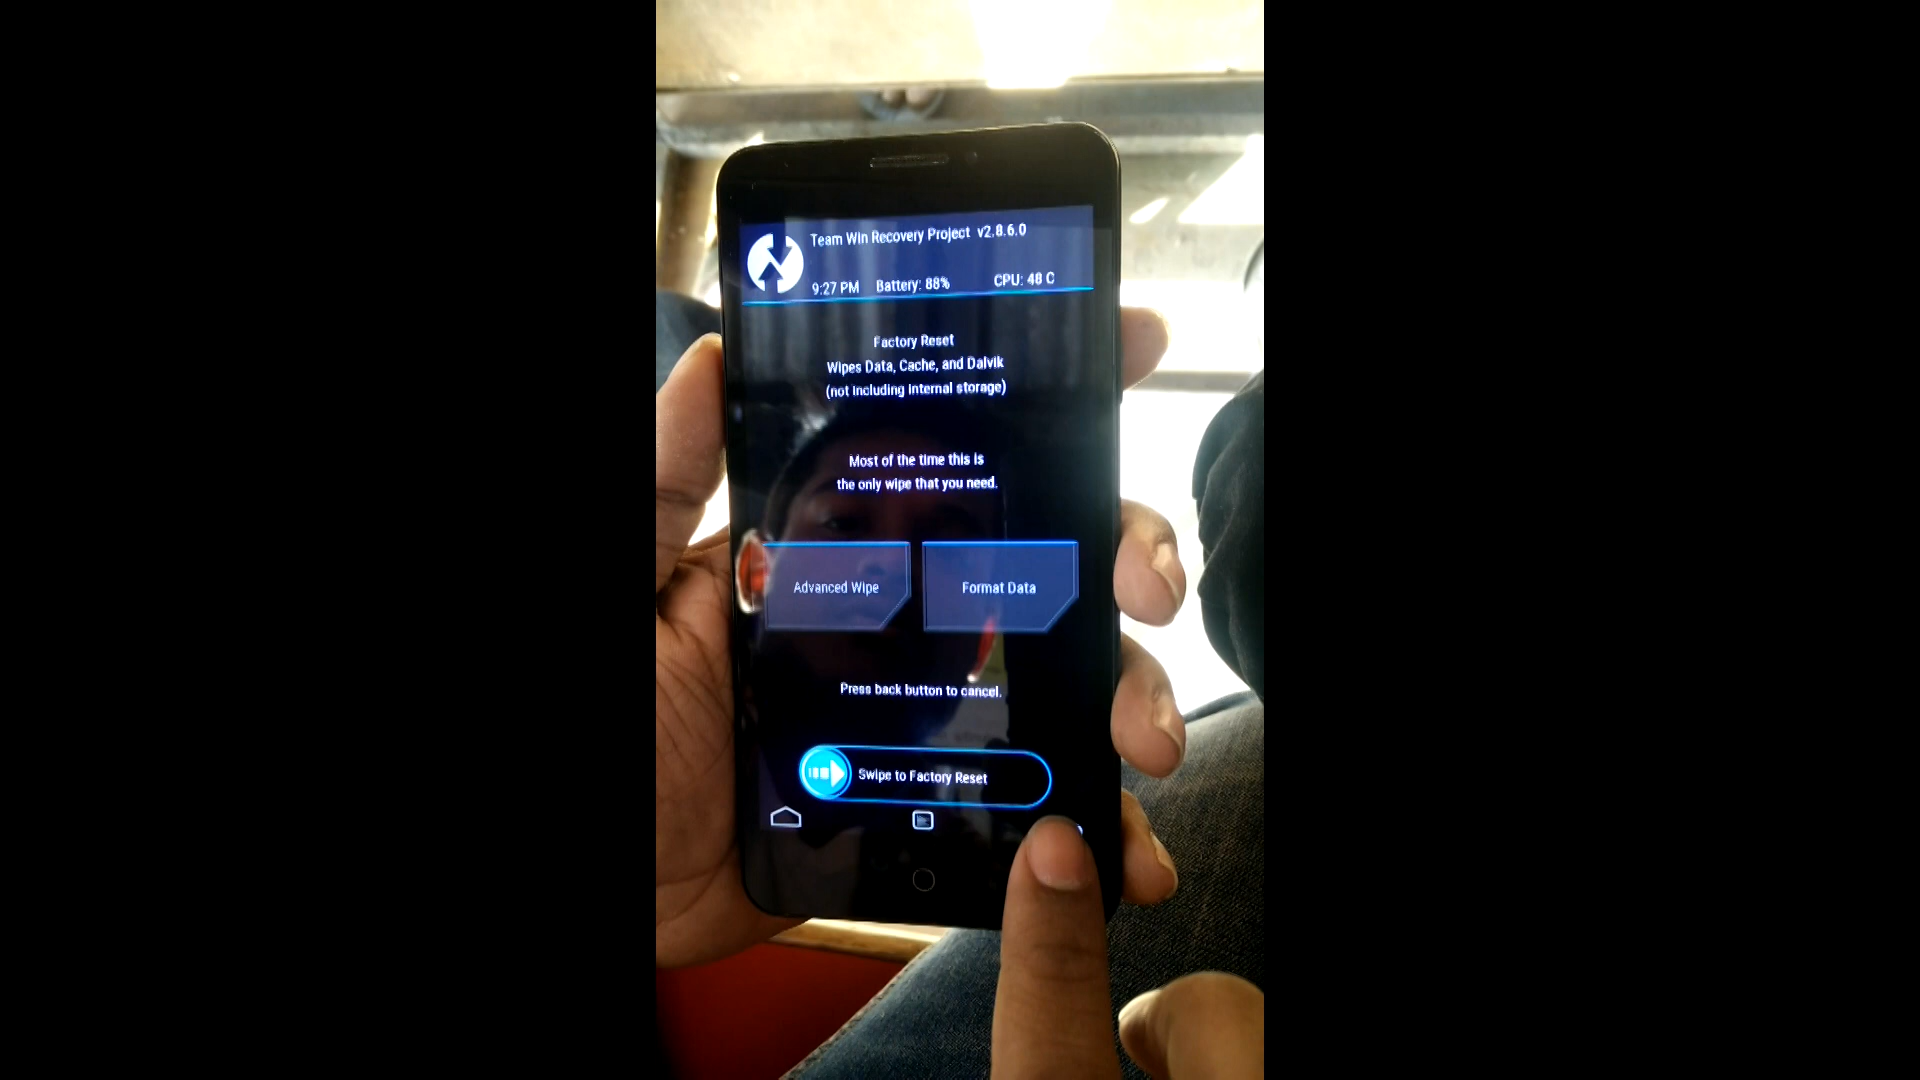 Team Win Recovery Project v2.8.6.0
9:27 PM Battery: 88% CPU: 48 C
Factory Reset
Wipes Data, Cache, and Dalvik
(not including internal storage)
Most of the time this is
the only wipe that you need.
Advanced Wipe Format Data
Press back button to cancel.
Swipe to Factory Reset